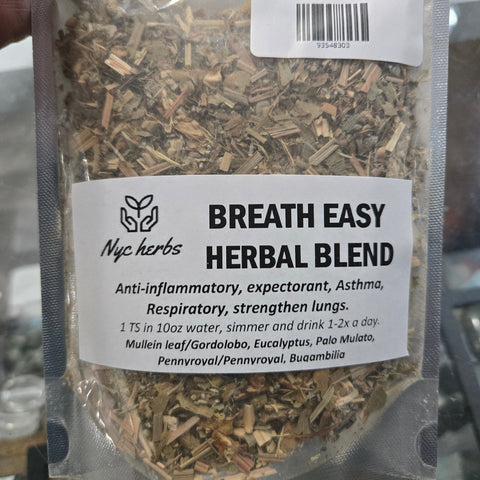 93548303
Nyc herbs
BREATH EASY
HERBAL BLEND
Anti-inflammatory, expectorant, Asthma,
Respiratory, strengthen lungs.
1 TS in 10oz water, simmer and drink 1-2x a day.
Mullein leaf/Gordolobo, Eucalyptus, Palo Mulato,
Pennyroyal/Pennyroval, Bugambilia